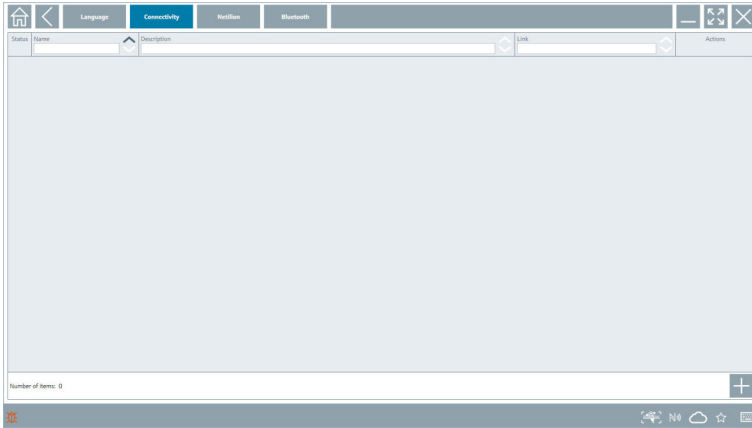 Language Connectivity Netilion Bluetooth
Status Name Description Link Actions
Number of items: 0
N